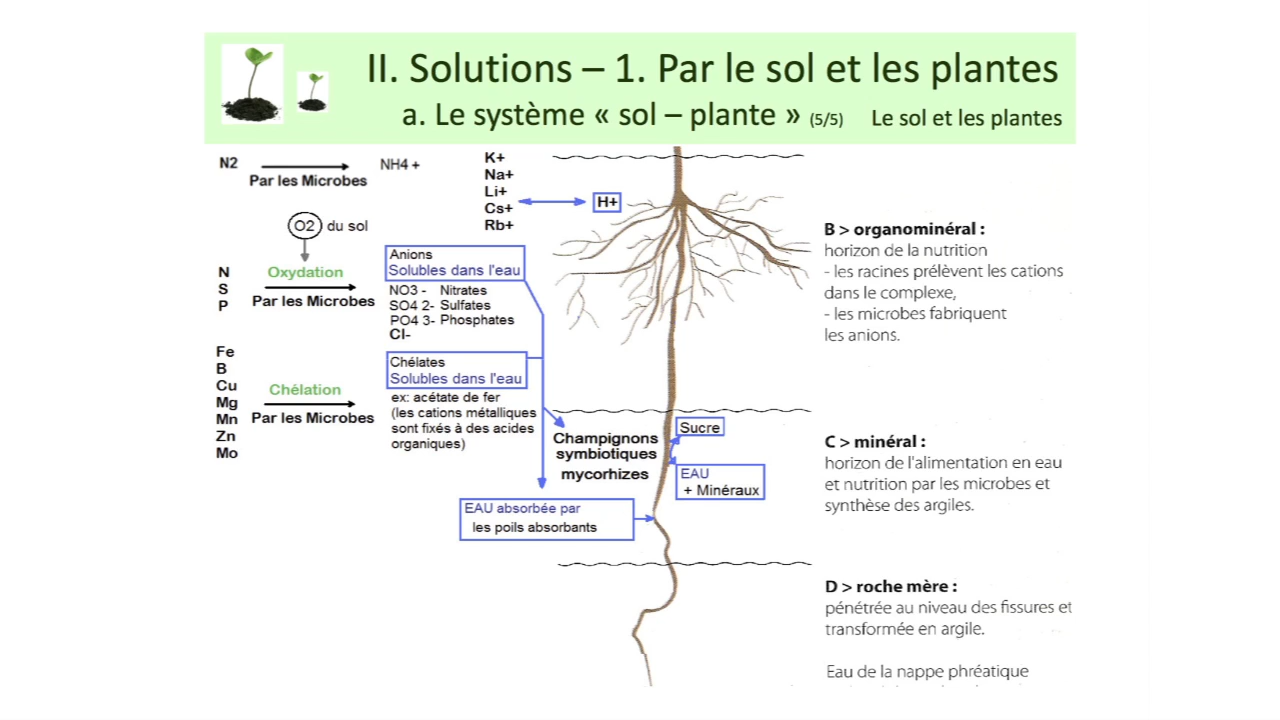 II. Solutions – 1. Par le sol et les plantes
a. Le système « sol – plante » (5/5) Le sol et les plantes
N2
Par les Microbes
NH4 +
K+
Na+
Li+
Cs+
Rb+
H+
O2 du sol
N
S
P
Oxydation
Par les Microbes
Anions
Solubles dans l'eau
NO3 - Nitrates
SO4 2- Sulfates
PO4 3- Phosphates
Cl-
Fe
B
Cu
Mg
Mn
Zn
Mo
Chélation
Par les Microbes
Chélates
Solubles dans l'eau
ex: acétate de fer
(les cations métalliques
sont fixés à des acides
organiques)
Champignons
symbiotiques
mycorhizes
Sucre
EAU
+ Minéraux
EAU absorbée par
les poils absorbants
B > organominéral :
horizon de la nutrition
- les racines prélèvent les cations
dans le complexe,
- les microbes fabriquent
les anions.
C > minéral :
horizon de l'alimentation en eau
et nutrition par les microbes et
synthèse des argiles.
D > roche mère :
pénétrée au niveau des fissures et
transformée en argile.
Eau de la nappe phréatique